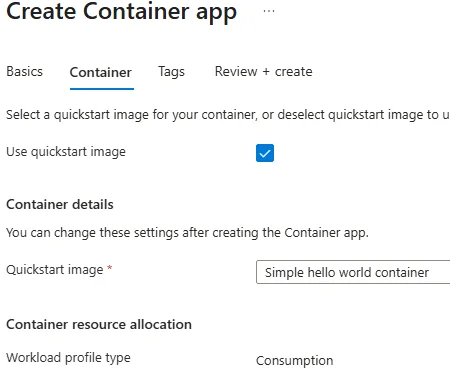 Create Container app ...
Basics Container Tags Review + create
Select a quickstart image for your container, or deselect quickstart image to u
Use quickstart image
Container details
You can change these settings after creating the Container app.
Quickstart image * Simple hello world container
Container resource allocation
Workload profile type Consumption